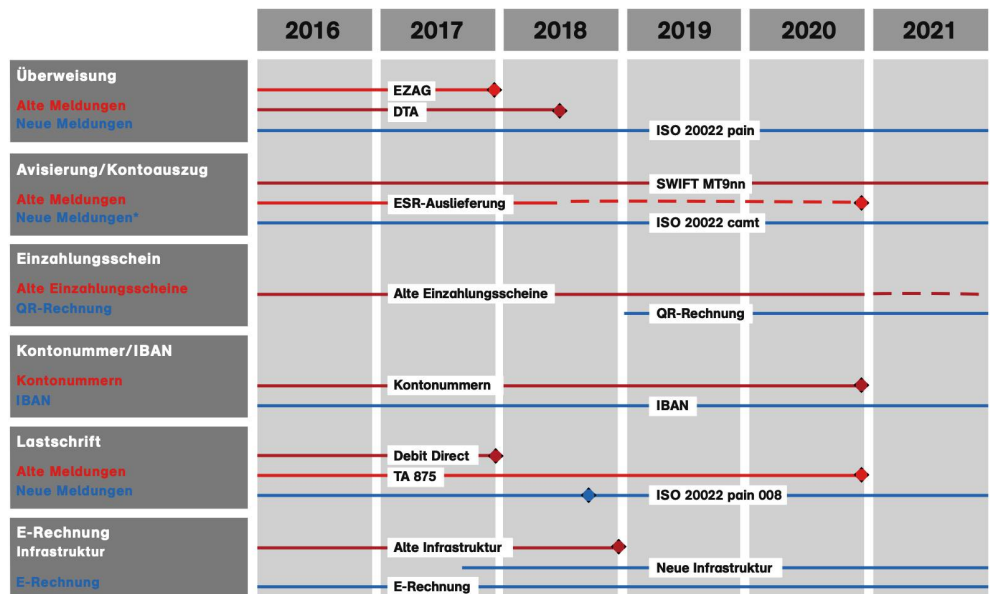 2016 2017 2018 2019 2020 2021
Überweisung
Alte Meldungen
Neue Meldungen
EZAG
DTA
ISO 20022 pain
Avisierung/Kontoauszug
Alte Meldungen
Neue Meldungen*
SWIFT MT9nn
ESR-Auslieferung
ISO 20022 camt
Einzahlungsschein
Alte Einzahlungsscheine
QR-Rechnung
Alte Einzahlungsscheine
QR-Rechnung
Kontonummer/IBAN
Kontonummern
IBAN
Kontonummern
IBAN
Lastschrift
Alte Meldungen
Neue Meldungen
Debit Direct
TA 875
ISO 20022 pain 008
E-Rechnung
Infrastruktur
E-Rechnung
Alte Infrastruktur
Neue Infrastruktur
E-Rechnung